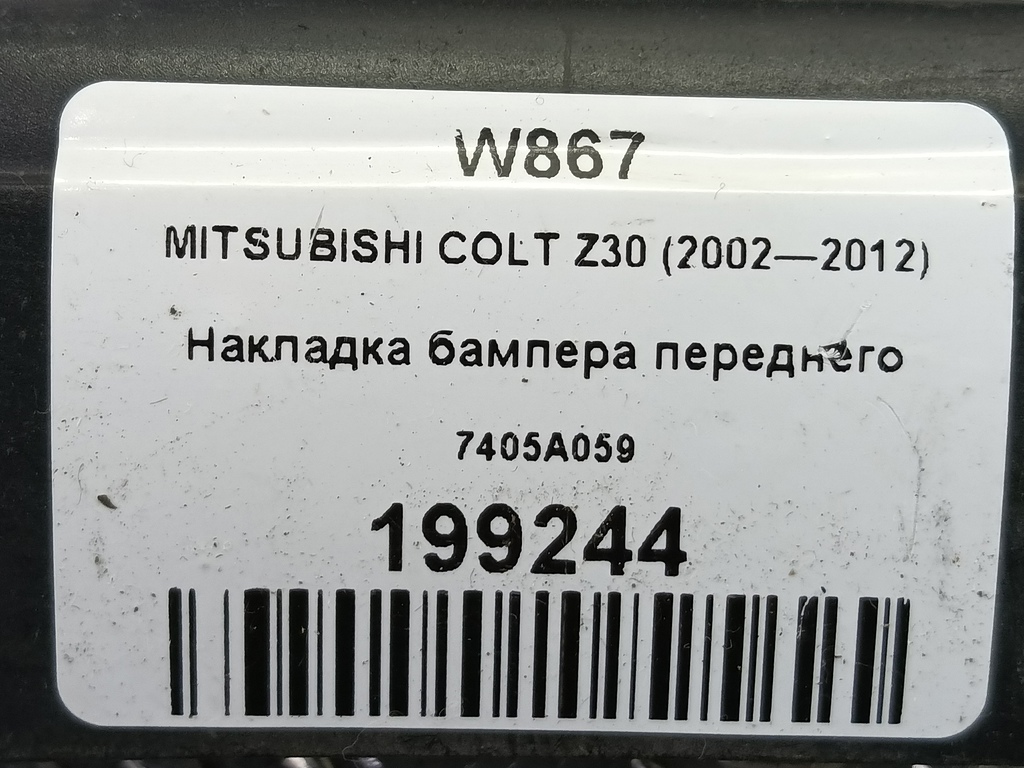 W867
MITSUBISHI COLT Z30 (2002—2012)
Накладка бампера переднего
7405A059
199244